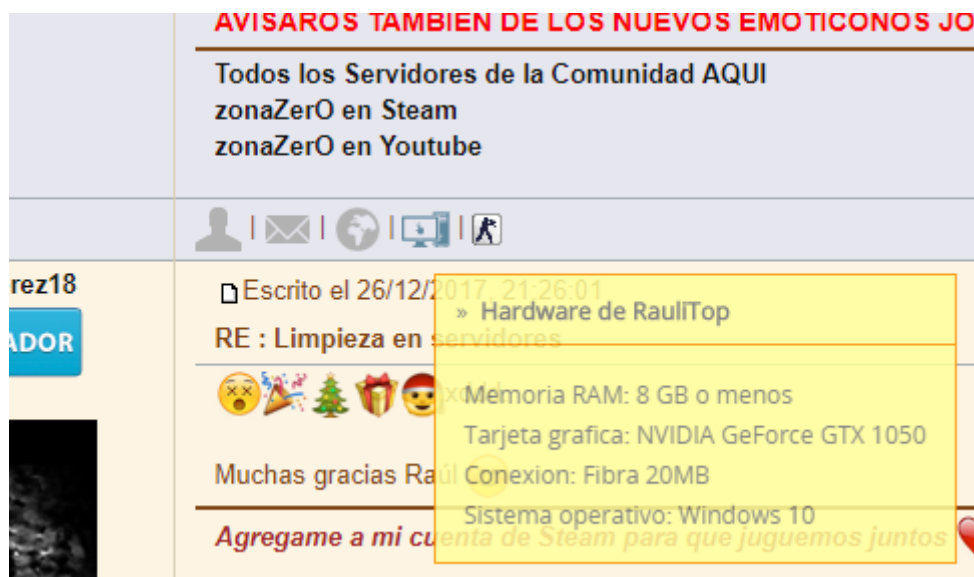 AVISAROS TAMBIEN DE LOS NUEVOS EMOTICONOS JO
Todos los Servidores de la Comunidad AQUI
zonaZerO en Steam
zonaZerO en Youtube
rez18
ADOR
Escrito el 26/12/2017, 21:26:01
RE : Limpieza en servidores
» Hardware de RauliTop
Memoria RAM: 8 GB o menos
Tarjeta grafica: NVIDIA GeForce GTX 1050
Conexion: Fibra 20MB
Sistema operativo: Windows 10
Muchas gracias Raúl
Agregame a mi cuenta de Steam para que juguemos juntos